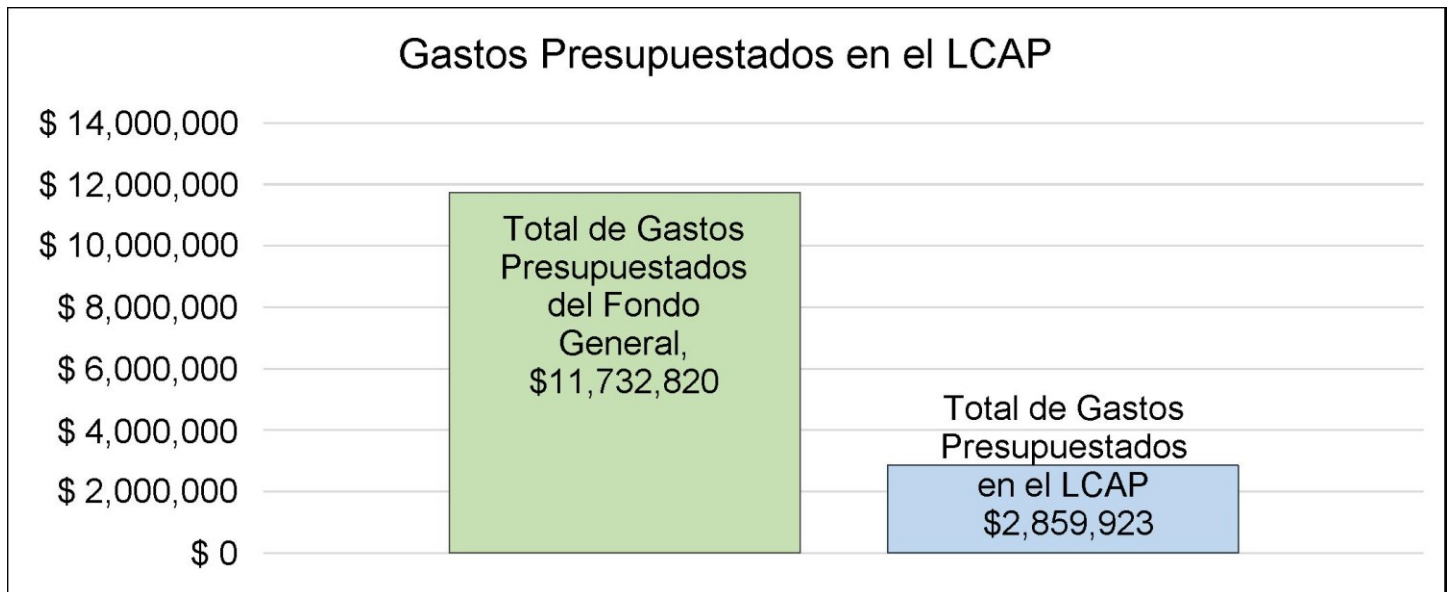 Gastos Presupuestados en el LCAP
$ 14,000,000
$ 12,000,000
$ 10,000,000
$ 8,000,000
$ 6,000,000
$ 4,000,000
$ 2,000,000
$ 0
Total de Gastos
Presupuestados
del Fondo
General,
$11,732,820
Total de Gastos
Presupuestados
en el LCAP
$2,859,923